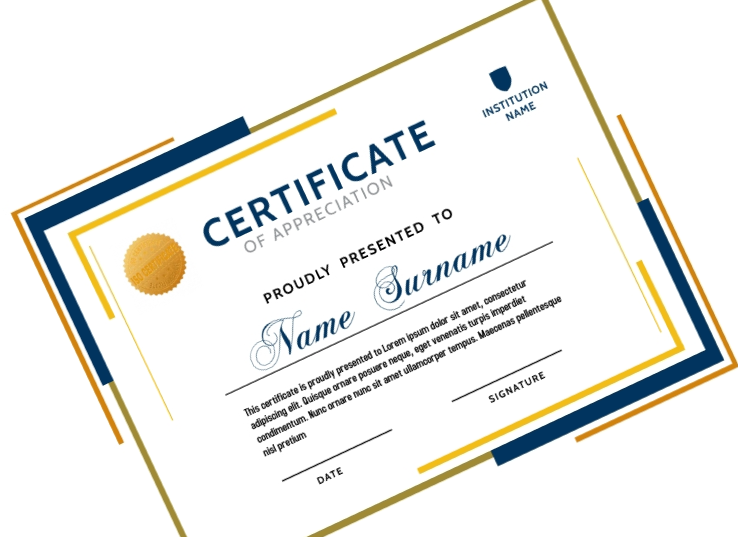 INSTITUTION
NAME
CERTIFICATE
OF APPRECIATION
PROUDLY PRESENTED TO
Name Surname
This certificate is proudly presented to Lorem ipsum dolor sit amet, consectetur
adipiscing elit. Quisque ornare posuere neque, eget venenatis turpis imperdiet
condimentum. Nunc ornare nunc sit amet ullamcorper tempus. Maecenas pellentesque
nisl pretium
SIGNATURE
DATE